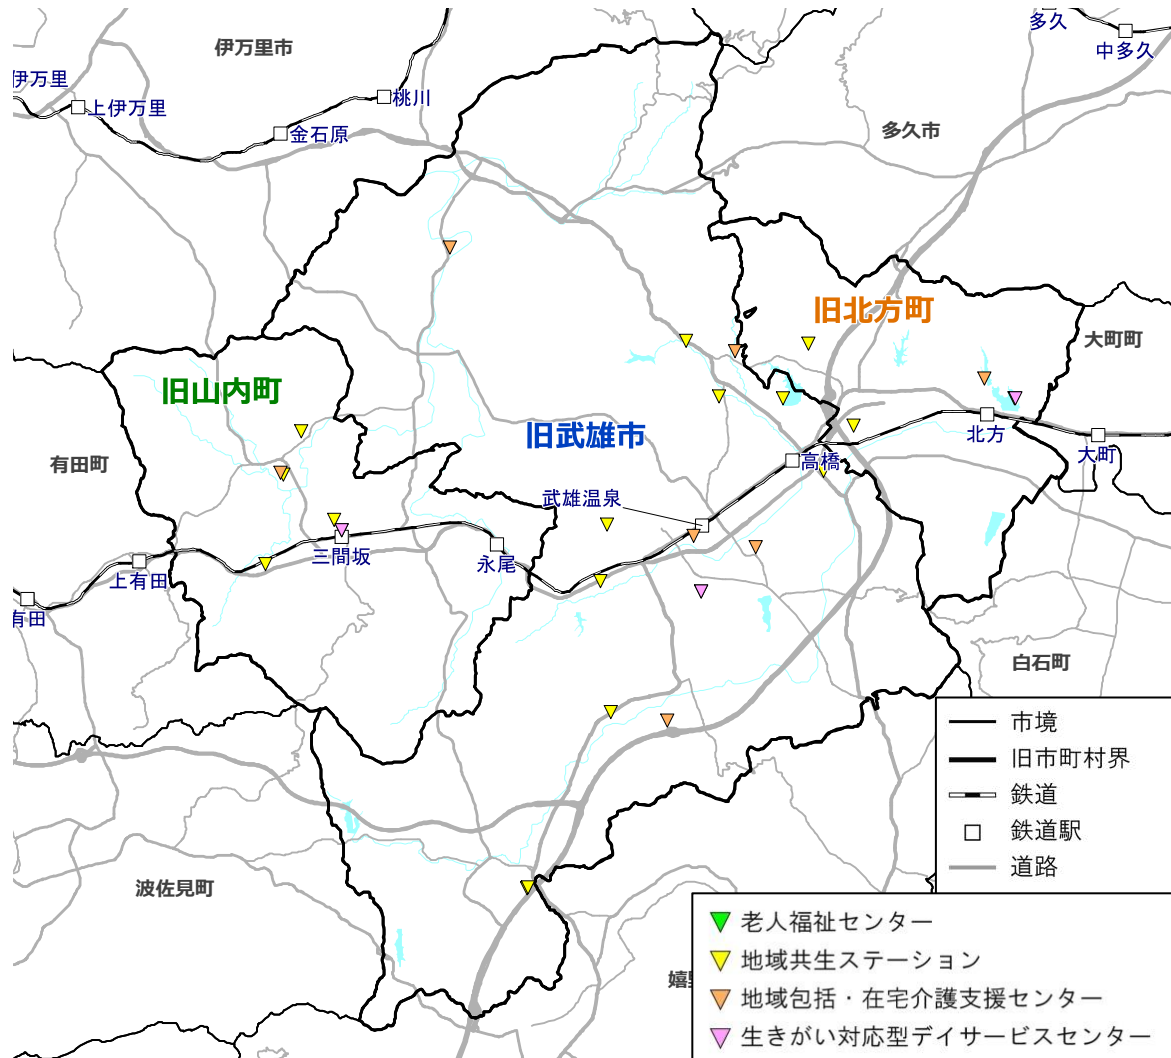 多久
伊万里市
中多久
伊万里
桃川
上伊万里
多久市
金石原
旧北方町
大町町
旧山内町
旧武雄市
北方
有田町
大町
高橋
武雄温泉
三間坂
永尾
上有田
有田
白石町
市境
旧市町村界
鉄道
鉄道駅
道路
波佐見町
老人福祉センター
地域共生ステーション
嬉
地域包括・在宅介護支援センター
生きがい対応型デイサービスセンター